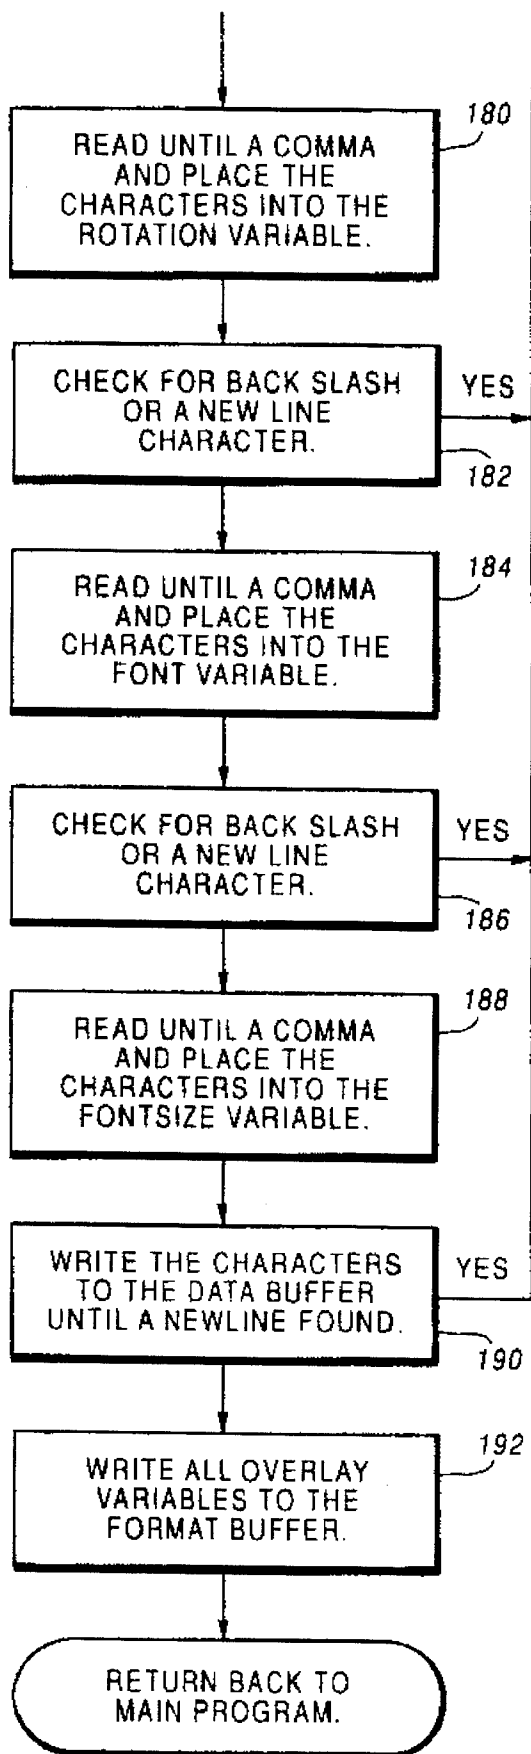 180
READ UNTIL A COMMA
AND PLACE THE
CHARACTERS INTO THE
ROTATION VARIABLE.
CHECK FOR BACK SLASH
OR A NEW LINE
CHARACTER.
YES
182
184
READ UNTIL A COMMA
AND PLACE THE
CHARACTERS INTO THE
FONT VARIABLE.
CHECK FOR BACK SLASH
OR A NEW LINE
CHARACTER.
YES
186
188
READ UNTIL A COMMA
AND PLACE THE
CHARACTERS INTO THE
FONTSIZE VARIABLE.
WRITE THE CHARACTERS
TO THE DATA BUFFER
UNTIL A NEWLINE FOUND.
YES
190
192
WRITE ALL OVERLAY
VARIABLES TO THE
FORMAT BUFFER.
RETURN BACK TO
MAIN PROGRAM.